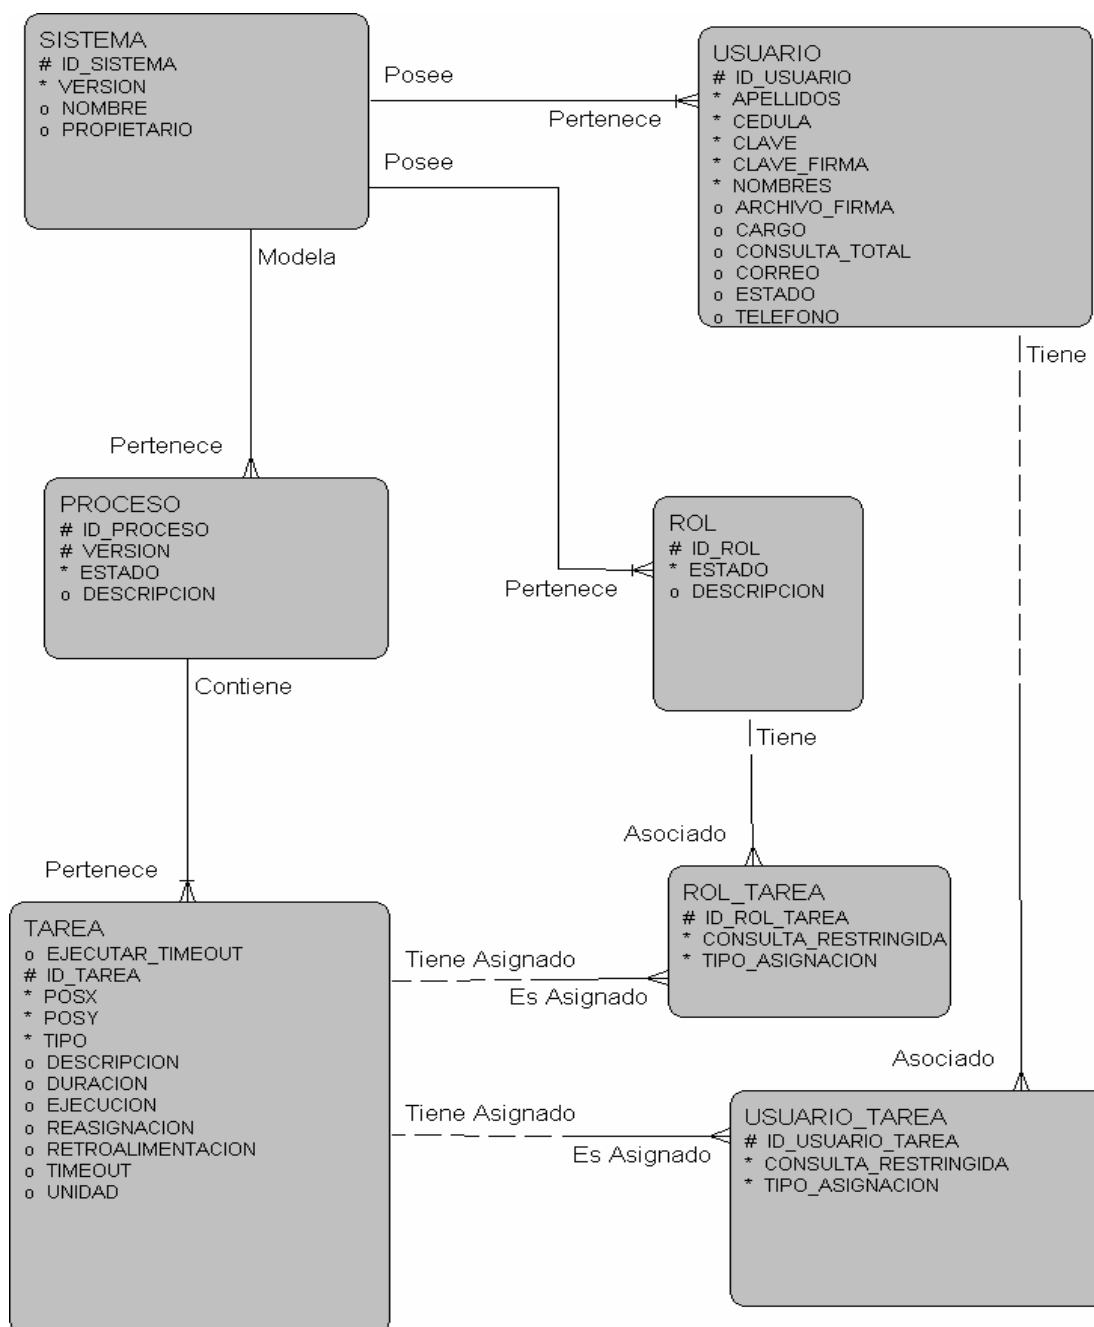 SISTEMA
# ID_SISTEMA
* VERSION
o NOMBRE
o PROPIETARIO
Posee
Pertenece
Posee
Modela
USUARIO
# ID_USUARIO
* APELLIDOS
* CEDULA
* CLAVE
* CLAVE_FIRMA
* NOMBRES
o ARCHIVO_FIRMA
o CARGO
o CONSULTA_TOTAL
o CORREO
o ESTADO
o TELEFONO
Tiene
Pertenece
PROCESO
# ID_PROCESO
# VERSION
* ESTADO
o DESCRIPCION
Pertenece
ROL
# ID_ROL
* ESTADO
o DESCRIPCION
Contiene
Tiene
Pertenece
Asociado
TAREA
o EJECUTAR_TIMEOUT
# ID_TAREA
* POSX
* POSY
* TIPO
o DESCRIPCION
o DURACION
o EJECUCION
o REASIGNACION
o RETROALIMENTACION
o TIMEOUT
o UNIDAD
Tiene Asignado
Es Asignado
ROL_TAREA
# ID_ROL_TAREA
* CONSULTA_RESTRINGIDA
* TIPO_ASIGNACION
Asociado
Tiene Asignado
Es Asignado
USUARIO_TAREA
# ID_USUARIO_TAREA
* CONSULTA_RESTRINGIDA
* TIPO_ASIGNACION